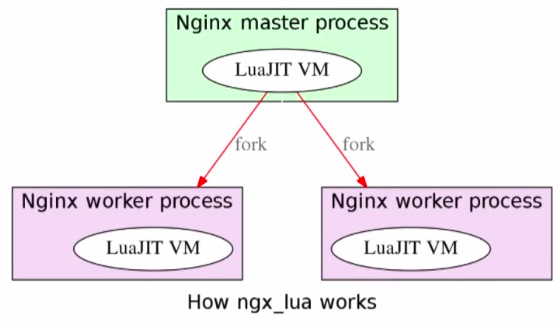 Nginx master process
LuaJIT VM
fork
fork
Nginx worker process
Nginx worker process
LuaJIT VM
LuaJIT VM
How ngx_lua works